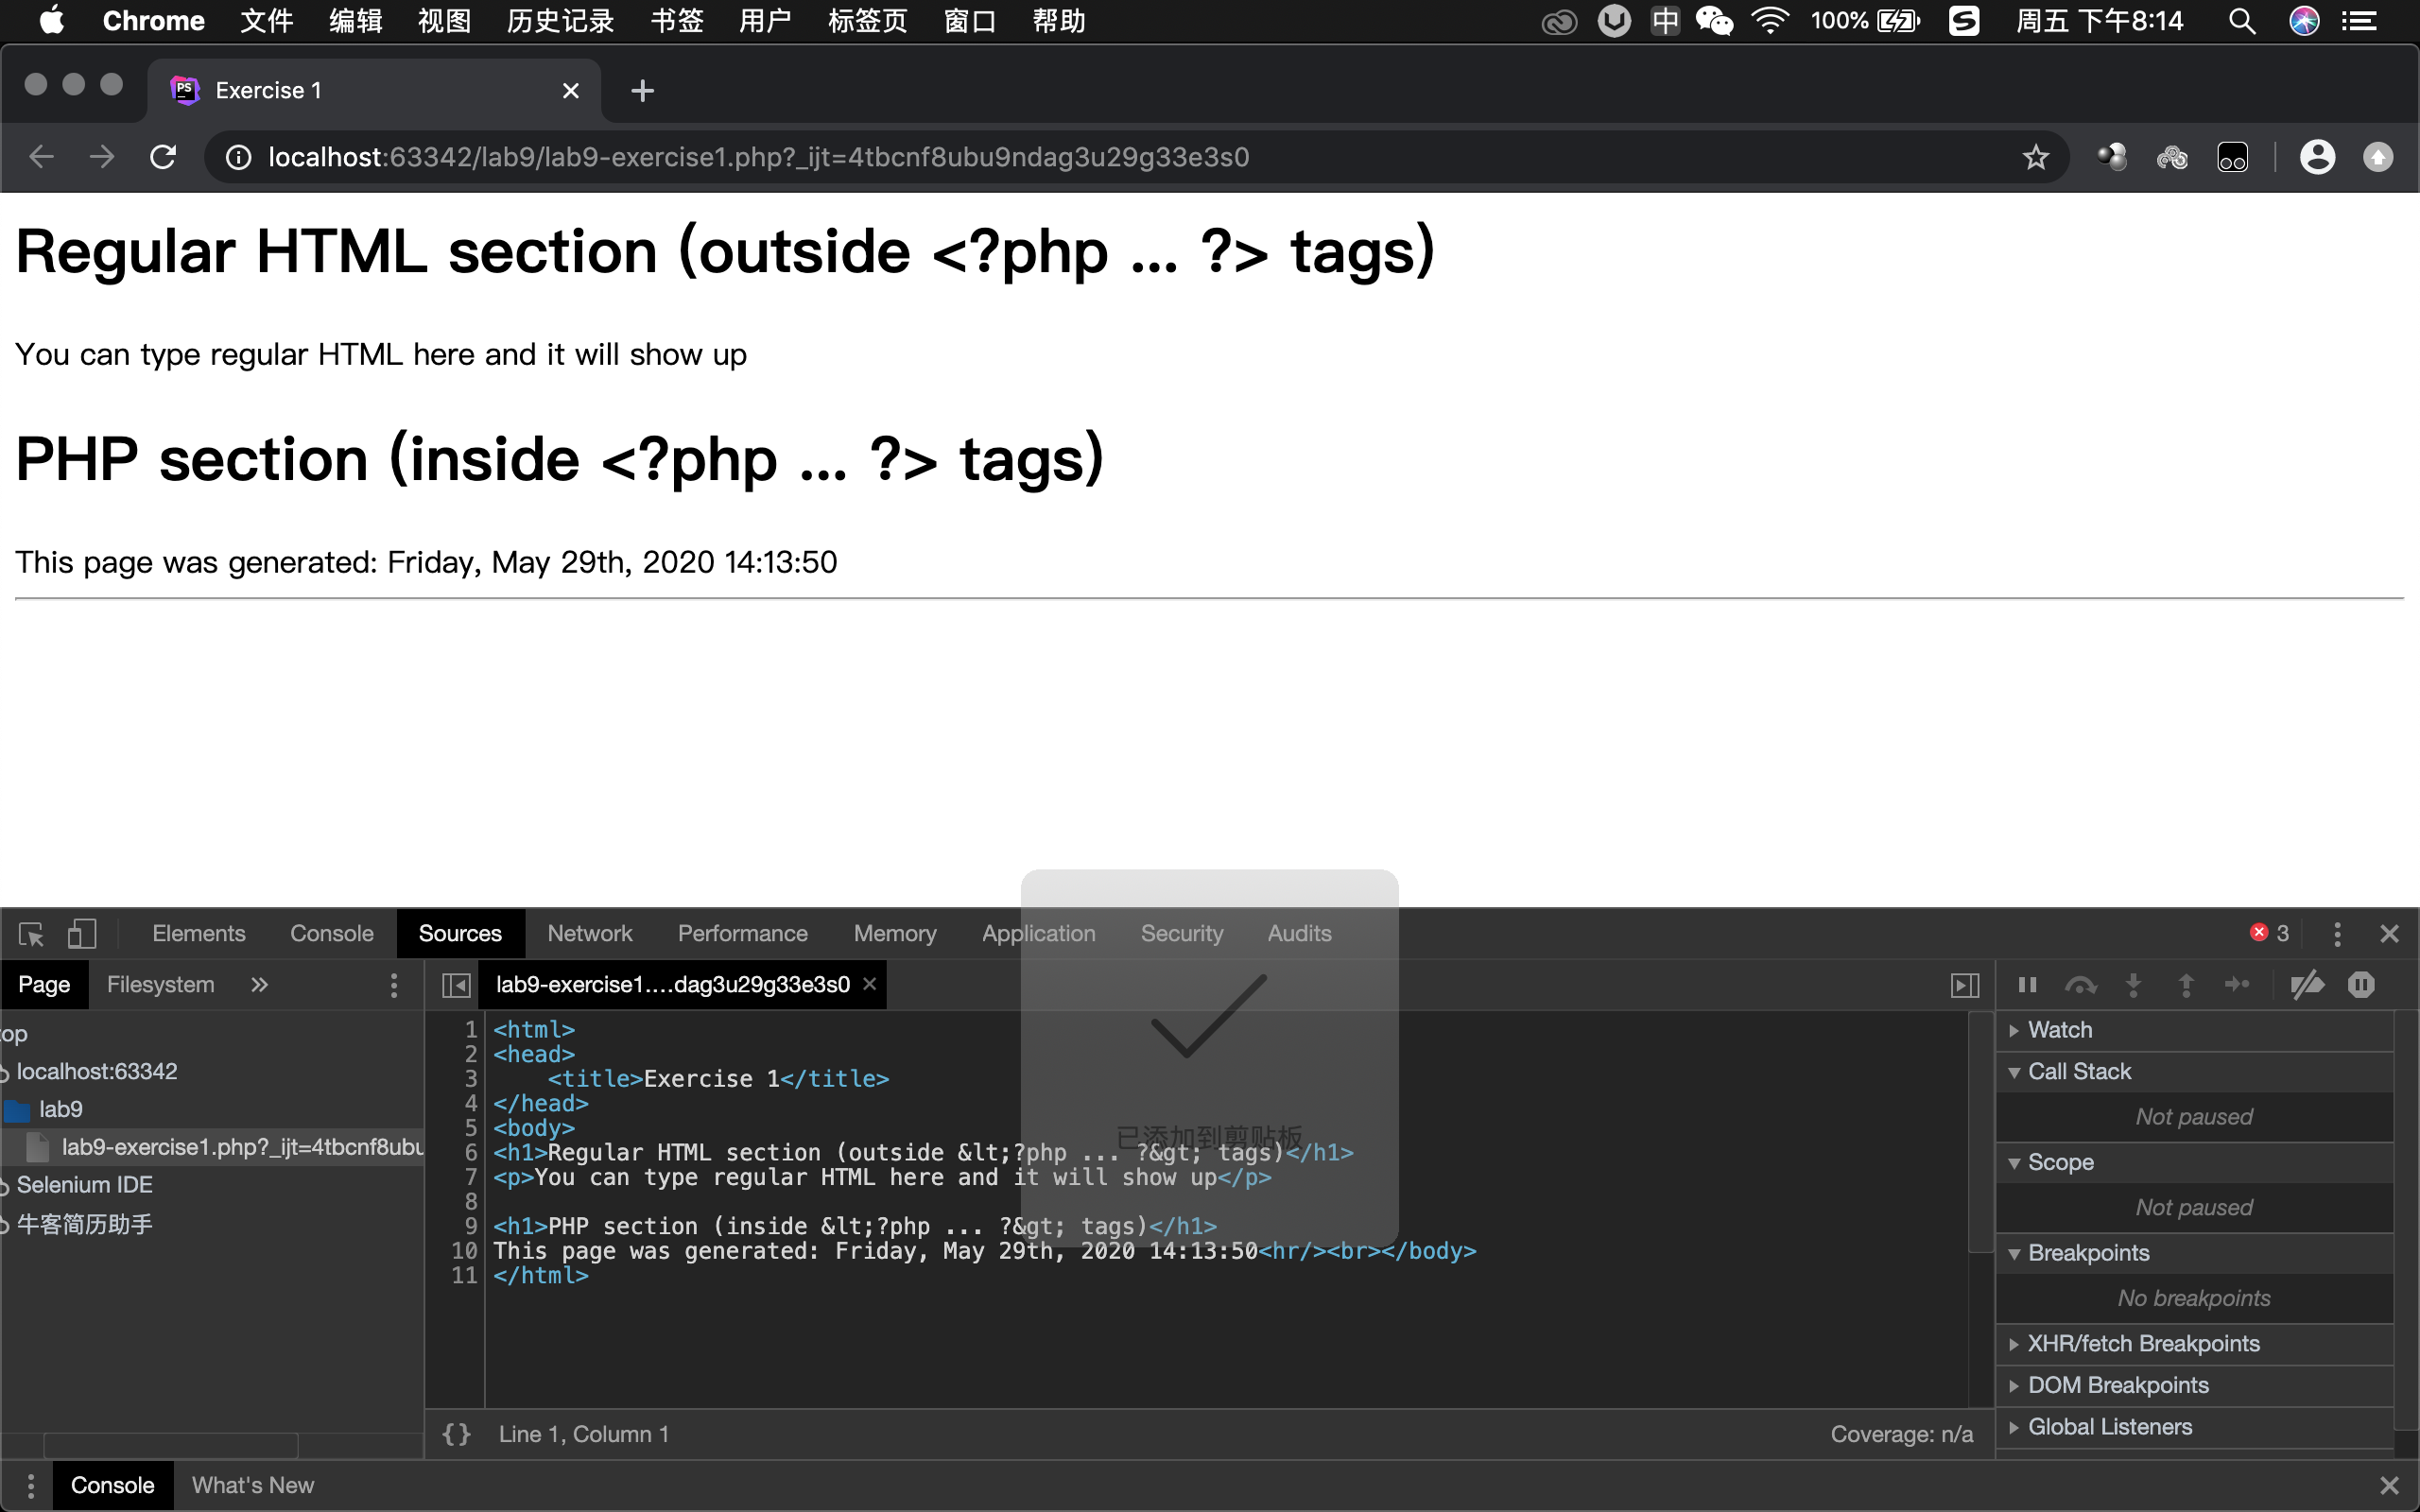 Chrome 文件 编辑 视图 历史记录 书签 用户 标签页 窗口 帮助 中 100% 周五 下午8:14
PS Exercise 1
localhost:63342/lab9/lab9-exercise1.php?_ijt=4tbcnf8ubu9ndag3u29g33e3s0
Regular HTML section (outside <?php ... ?> tags)
You can type regular HTML here and it will show up
PHP section (inside <?php ... ?> tags)
This page was generated: Friday, May 29th, 2020 14:13:50
Elements Console Sources Network Performance Memory Application Security Audits 3
Page Filesystem » lab9-exercise1....dag3u29g33e3s0
op
localhost:63342
lab9
lab9-exercise1.php?_ijt=4tbcnf8ubu
Selenium IDE
牛客简历助手
1 <html>
2 <head>
3     <title>Exercise 1</title>
4 </head>
5 <body>
6 <h1>Regular HTML section (outside &lt;?php ... ?&gt; tags)</h1>
7 <p>You can type regular HTML here and it will show up</p>
8
9 <h1>PHP section (inside &lt;?php ... ?&gt; tags)</h1>
10 This page was generated: Friday, May 29th, 2020 14:13:50<hr/><br></body>
11 </html>
已添加到剪贴板
Watch
Call Stack
Not paused
Scope
Not paused
Breakpoints
No breakpoints
XHR/fetch Breakpoints
DOM Breakpoints
Global Listeners
{} Line 1, Column 1 Coverage: n/a
Console What's New